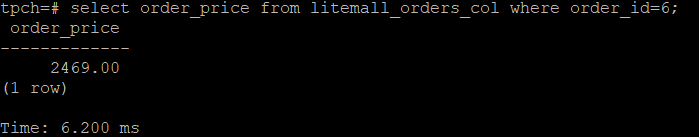 tpch=# select order_price from litemall_orders_col where order_id=6;
 order_price
-------------
     2469.00
(1 row)

Time: 6.200 ms